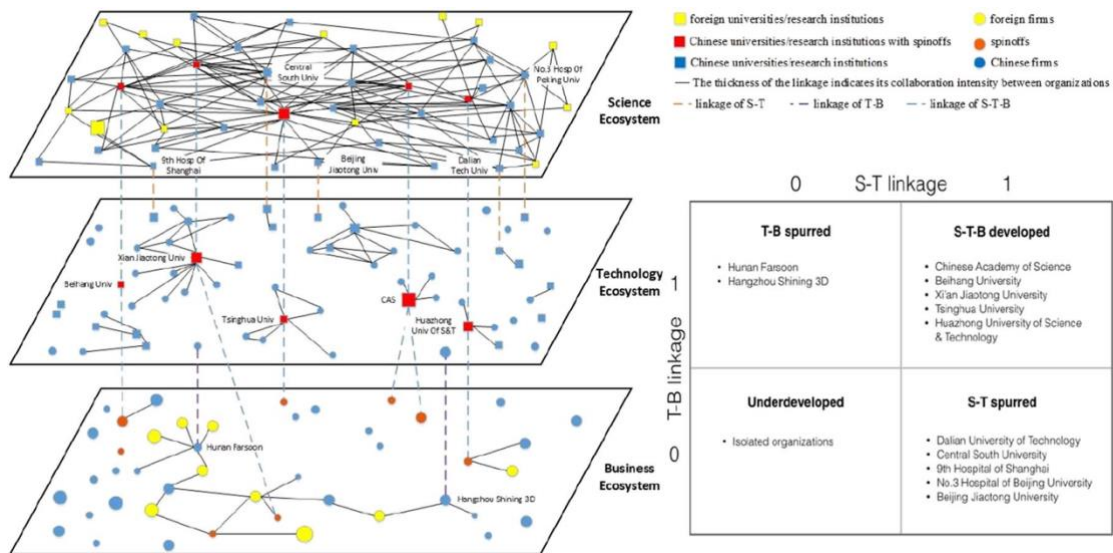 foreign universities/research institutions
foreign firms
Chinese universities/research institutions with spinoffs
spinoffs
Chinese universities/research institutions
Chinese firms
The thickness of the linkage indicates its collaboration intensity between organizations
linkage of S-T
linkage of T-B
linkage of S-T-B
Central
South Univ
No.3 Hosp Of
Peking Univ
Science
Ecosystem
9th Hosp Of
Shanghai
Beijing
Jiaotong Univ
Dalian
Tech Univ
Xian Jiaotong Univ
Beihang Univ
Tsinghua Univ
CAS
Huazhong
Univ Of S&T
Technology
Ecosystem
Hunan Farsoon
Hangzhou Shining 3D
Business
Ecosystem
0 S-T linkage 1
T-B linkage
1
0
T-B spurred
• Hunan Farsoon
• Hangzhou Shining 3D
S-T-B developed
• Chinese Academy of Science
• Beihang University
• Xi'an Jiaotong University
• Tsinghua University
• Huazhong University of Science
& Technology
Underdeveloped
• Isolated organizations
S-T spurred
• Dalian University of Technology
• Central South University
• 9th Hospital of Shanghai
• No.3 Hospital of Beijing University
• Beijing Jiaotong University